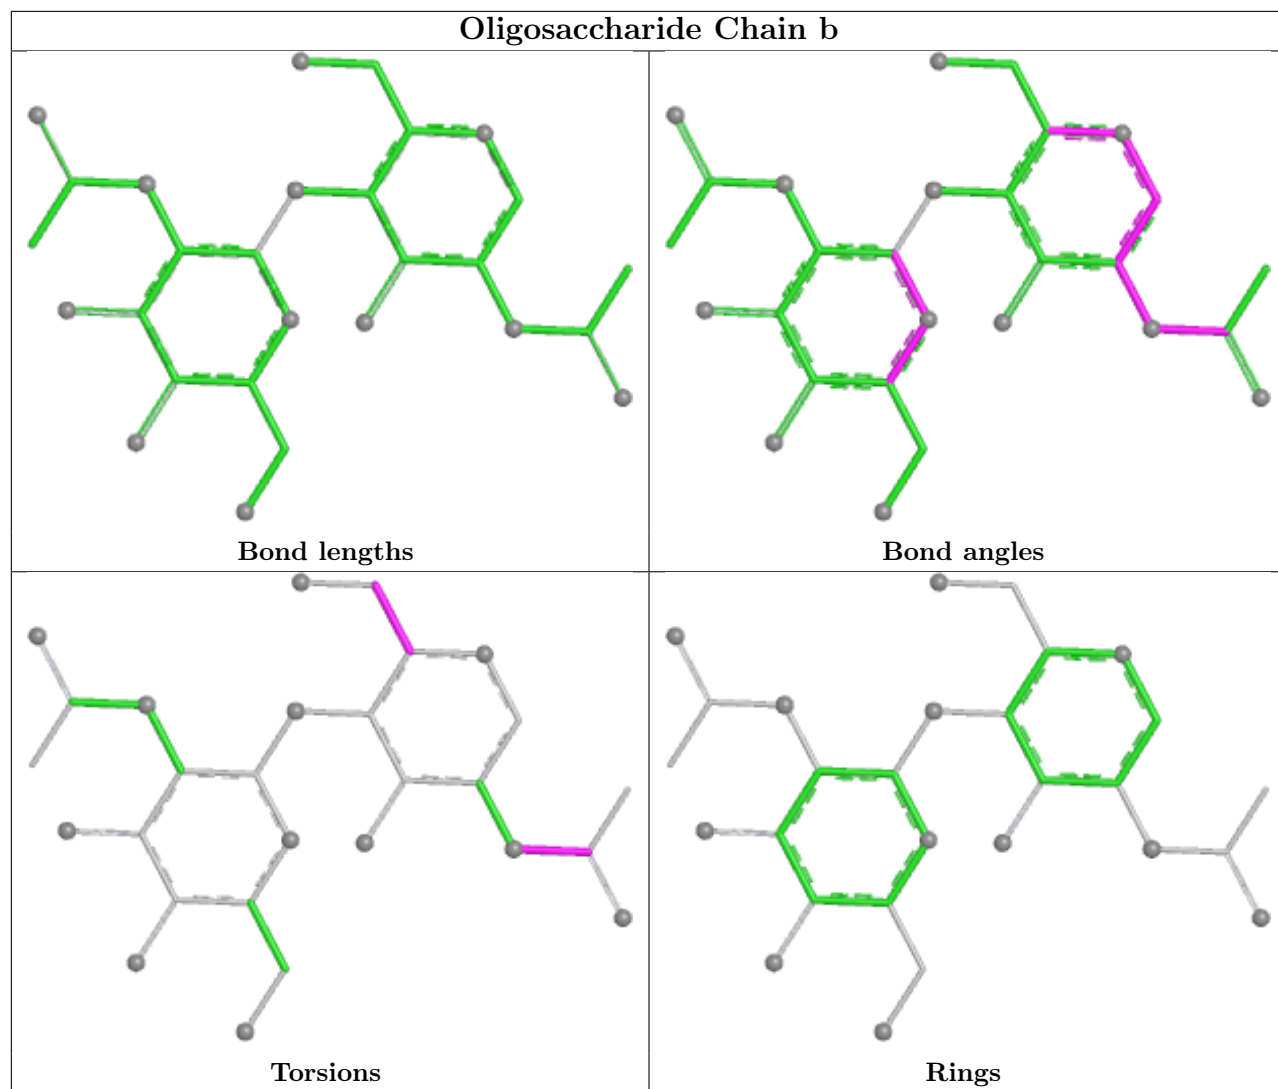 Oligosaccharide Chain b
Bond lengths
Bond angles
Torsions
Rings